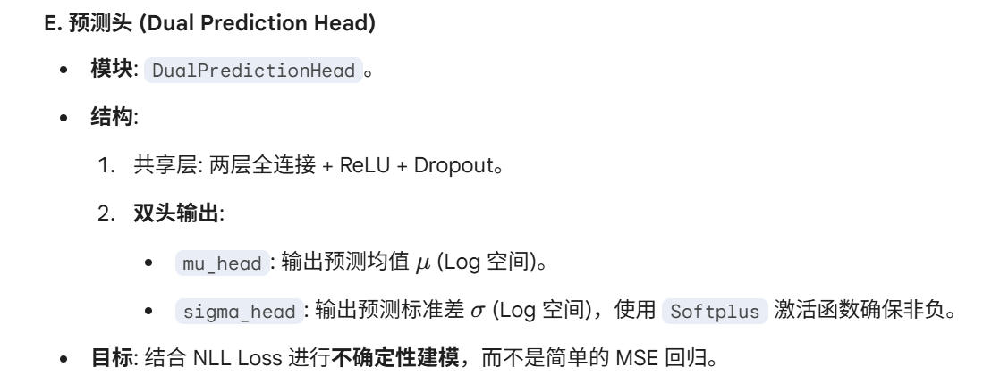 E. 预测头 (Dual Prediction Head)
模块: DualPredictionHead。
结构:
1. 共享层: 两层全连接 + ReLU + Dropout。
2. 双头输出:
mu_head: 输出预测均值 μ (Log 空间)。
sigma_head: 输出预测标准差 σ (Log 空间)，使用 Softplus 激活函数确保非负。
目标: 结合 NLL Loss 进行不确定性建模，而不是简单的 MSE 回归。